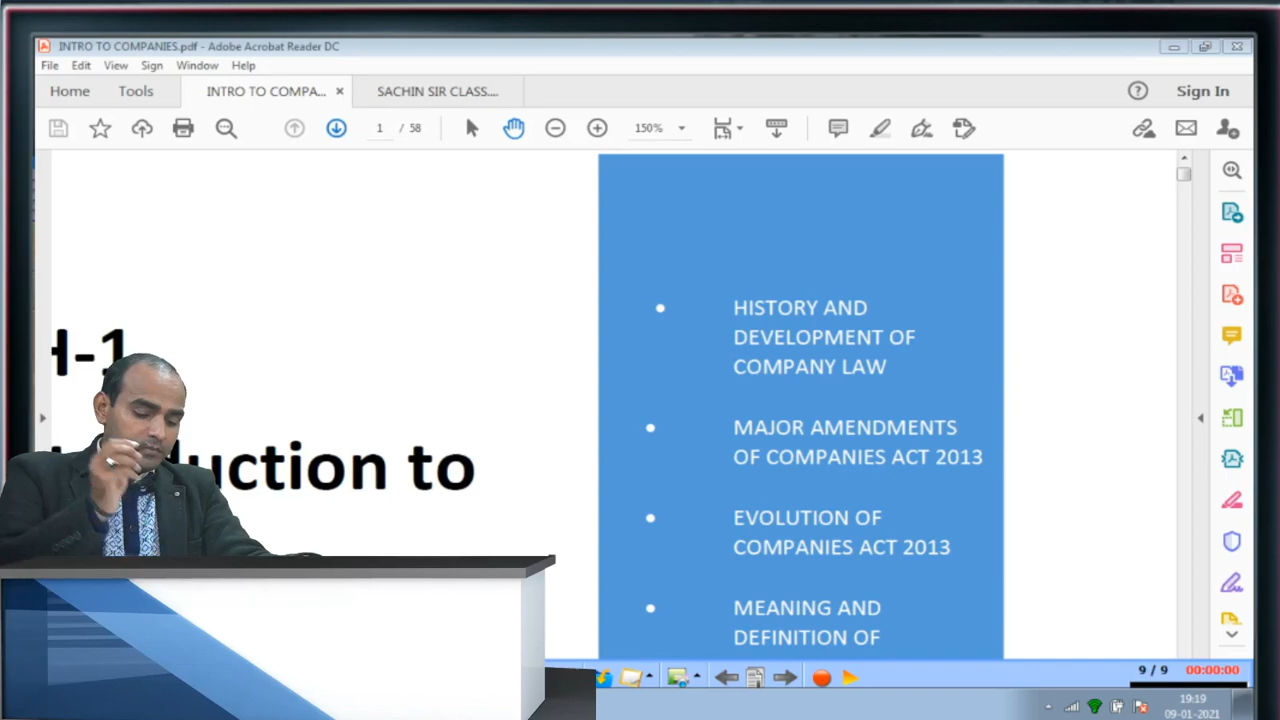 INTRO TO COMPANIES.pdf - Adobe Acrobat Reader DC
File Edit View Sign Window Help
Home Tools INTRO TO COMPA... × SACHIN SIR CLASS.... Sign In
1 / 58 150%
H-1
uction to
• HISTORY AND
DEVELOPMENT OF
COMPANY LAW
• MAJOR AMENDMENTS
OF COMPANIES ACT 2013
• EVOLUTION OF
COMPANIES ACT 2013
• MEANING AND
DEFINITION OF
9 / 9 00:00:00
19:19
09-01-2021